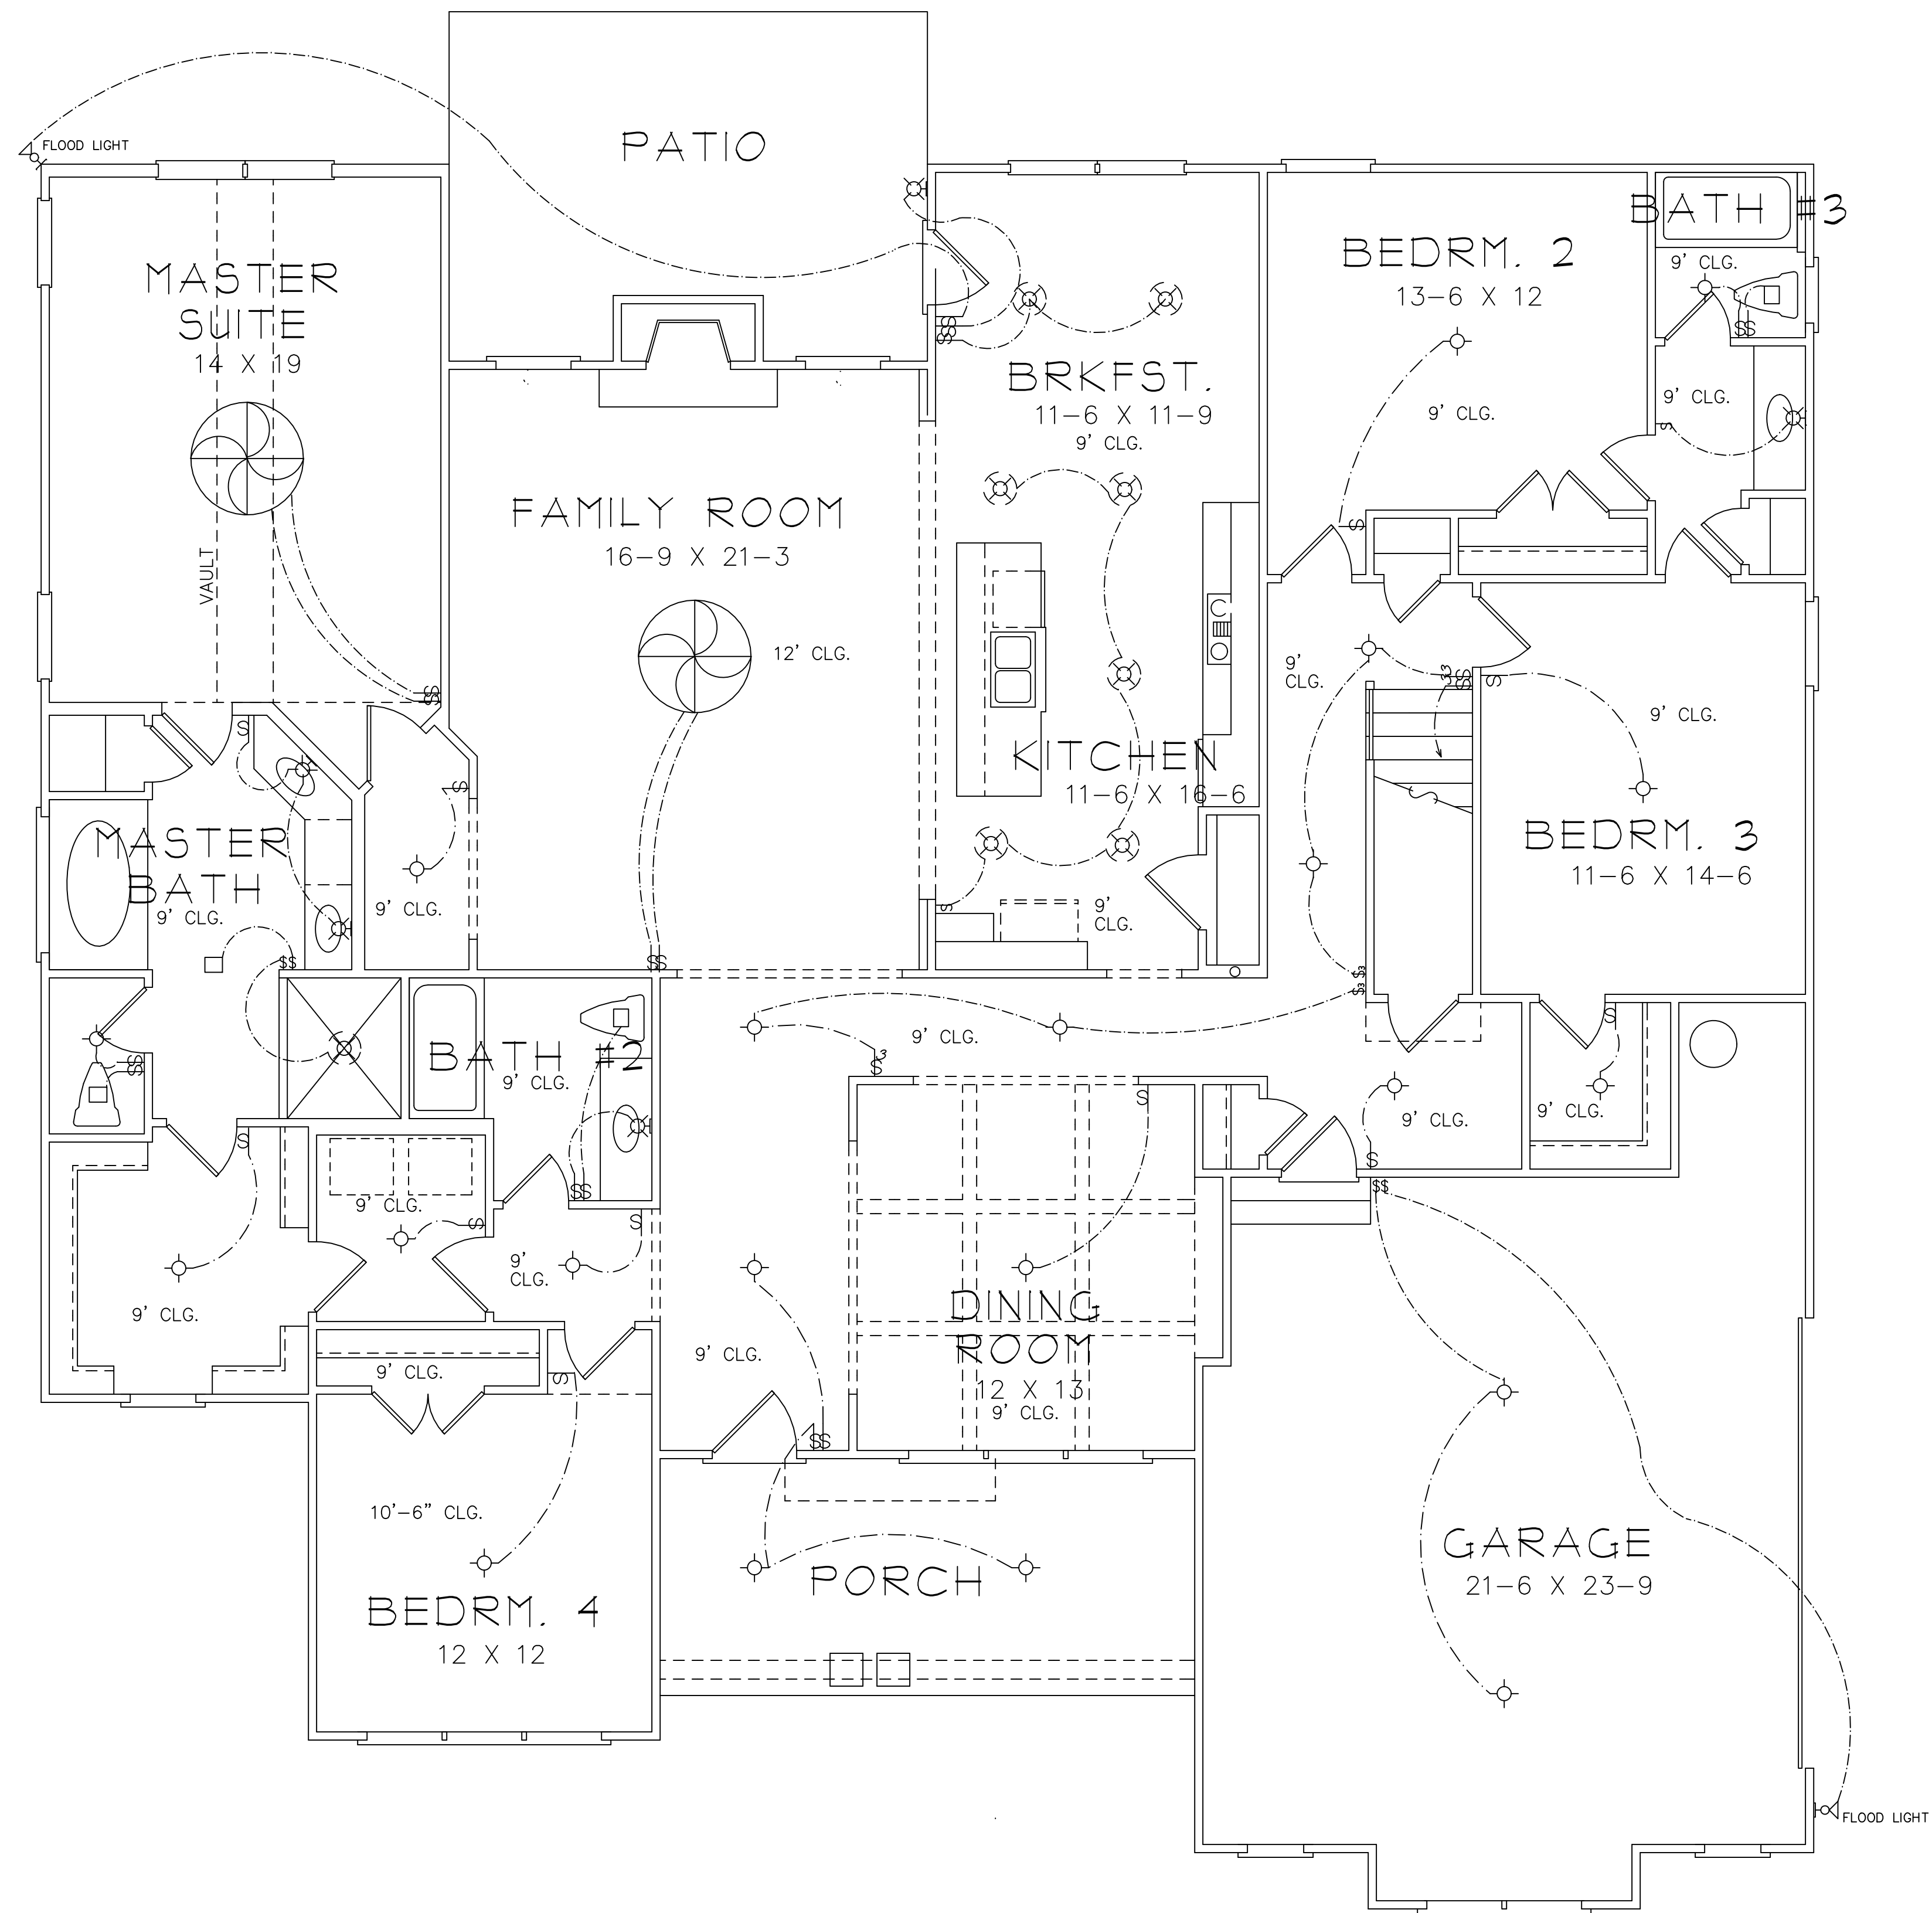 FLOOD LIGHT
PATIO
MASTER
SUITE
14 X 19
VAULT
FAMILY ROOM
16-9 X 21-3
12' CLG.
BRKFST.
11-6 X 11-9
9' CLG.
KITCHEN
11-6 X 16-6
9'
CLG.
BEDRM. 2
13-6 X 12
9' CLG.
BATH #3
9' CLG.
9' CLG.
9'
CLG.
9' CLG.
BEDRM. 3
11-6 X 14-6
MASTER
BATH
9' CLG.
9' CLG.
BATH #2
9' CLG.
9' CLG.
9' CLG.
9' CLG.
9' CLG.
9'
CLG.
9' CLG.
9' CLG.
9' CLG.
DINING
ROOM
12 X 13
9' CLG.
10'-6" CLG.
BEDRM. 4
12 X 12
PORCH
GARAGE
21-6 X 23-9
FLOOD LIGHT